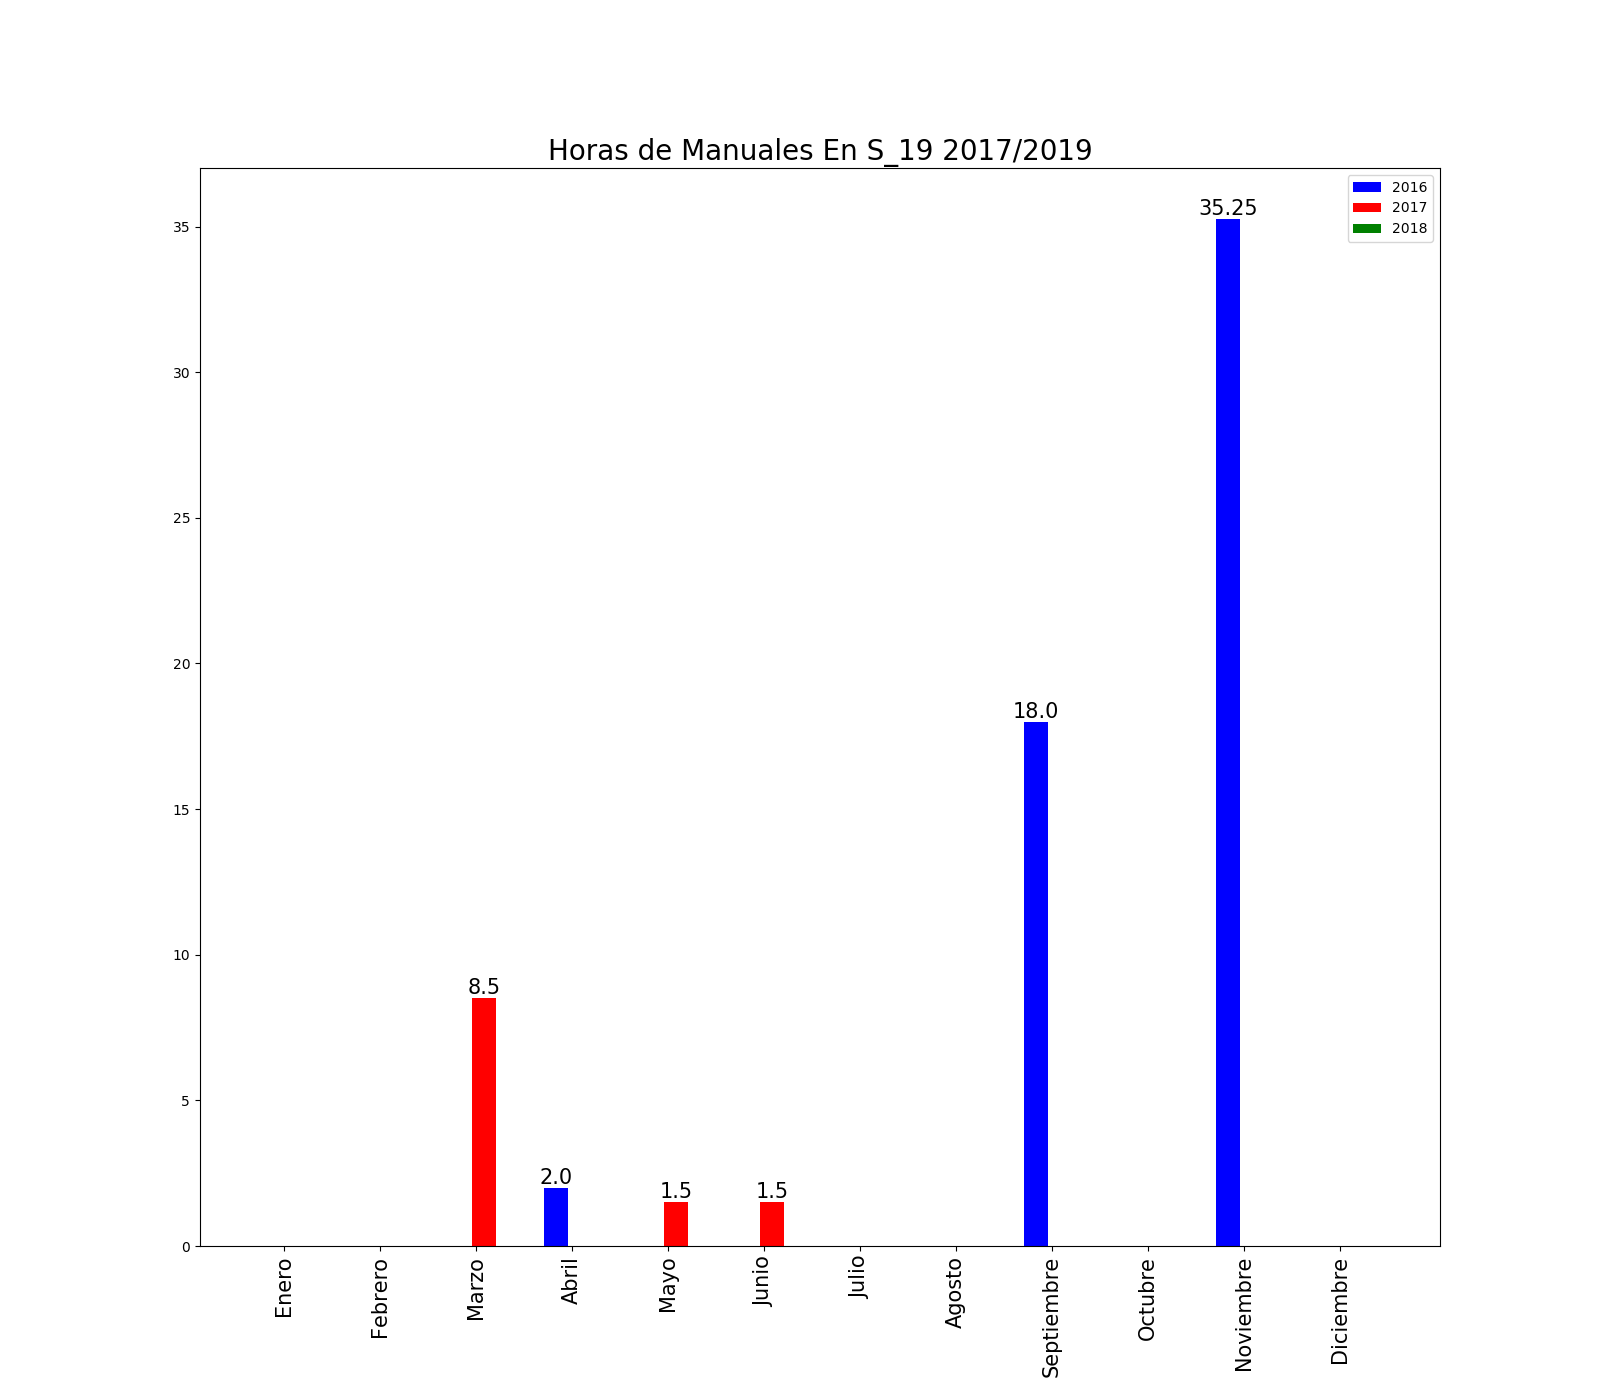 Horas de Manuales En S_19 2017/2019
2016
2017
2018
35
30
25
20
15
10
5
0
8.5
2.0
1.5
1.5
18.0
35.25
Enero
Febrero
Marzo
Abril
Mayo
Junio
Julio
Agosto
Septiembre
Octubre
Noviembre
Diciembre